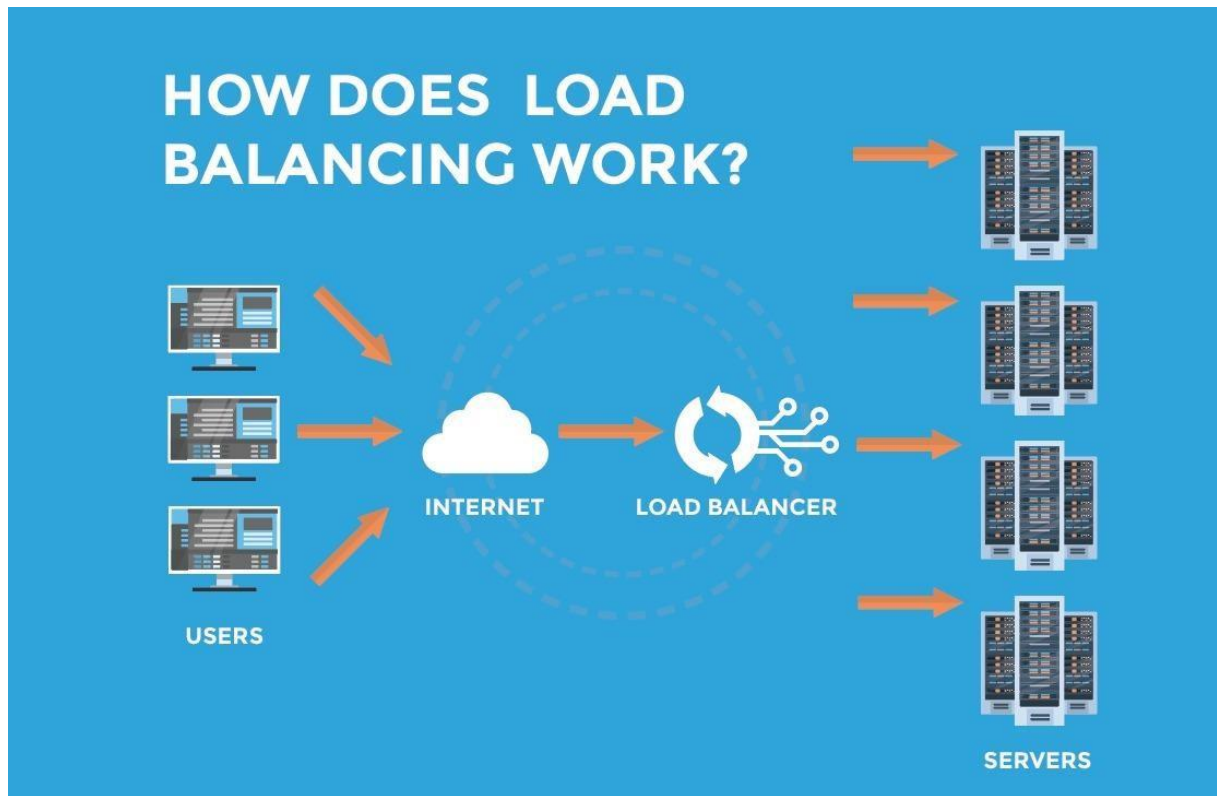 HOW DOES LOAD
BALANCING WORK?
INTERNET
LOAD BALANCER
USERS
SERVERS